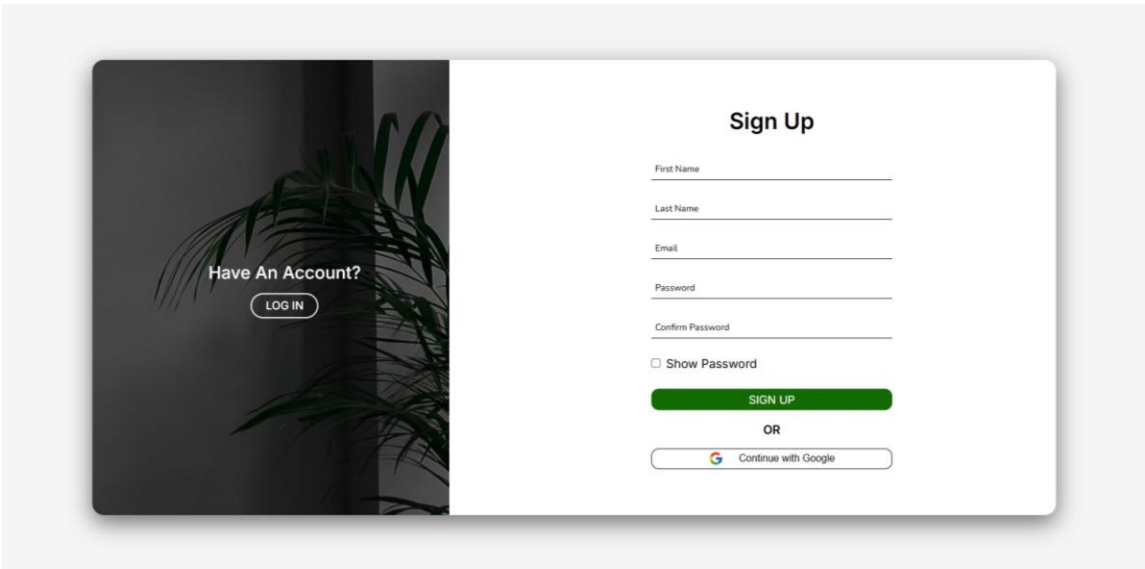 Have An Account?
LOG IN
Sign Up
First Name
Last Name
Email
Password
Confirm Password
Show Password
SIGN UP
OR
Continue with Google